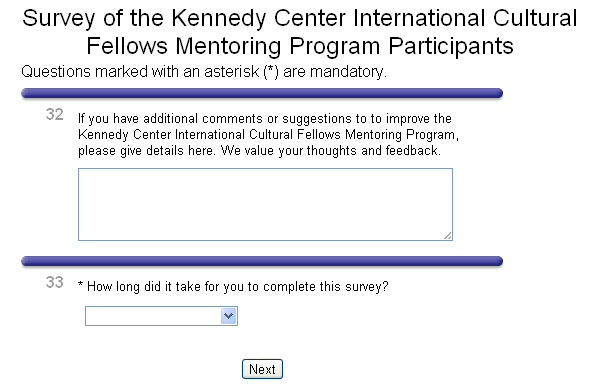 Survey of the Kennedy Center International Cultural
Fellows Mentoring Program Participants
Questions marked with an asterisk (*) are mandatory.
32
If you have additional comments or suggestions to to improve the
Kennedy Center International Cultural Fellows Mentoring Program,
please give details here. We value your thoughts and feedback.
33
* How long did it take for you to complete this survey?
Next